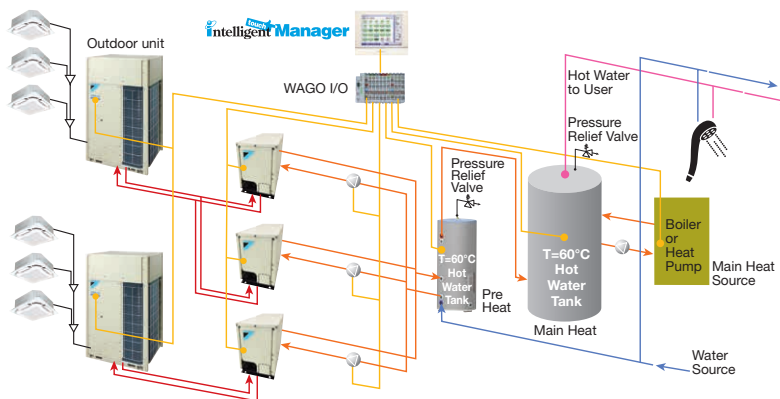 Outdoor unit
intelligent touch Manager
WAGO I/O
Hot Water
to User
Pressure
Relief Valve
Pressure
Relief
Valve
T=60°C
Hot
Water
Tank
Pre
Heat
T=60°C
Hot
Water
Tank
Main Heat
Boiler
or
Heat
Pump
Main Heat
Source
Water
Source